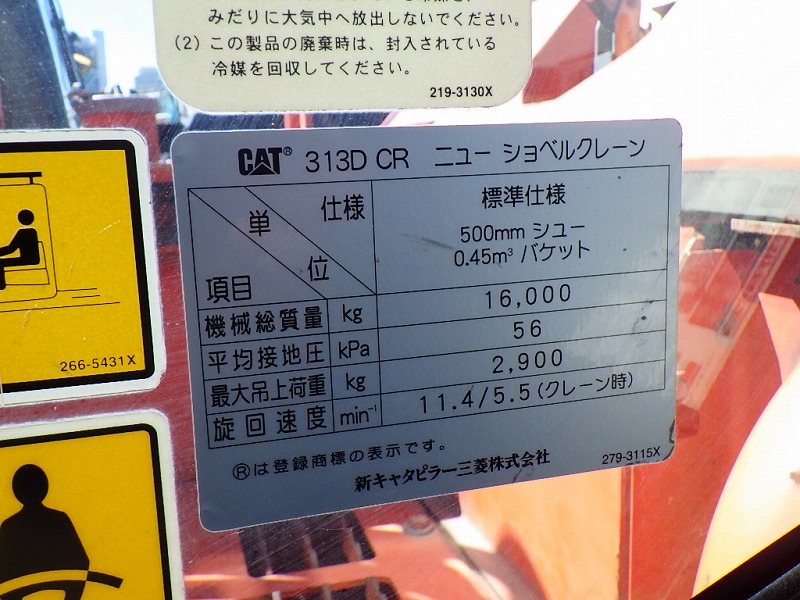 みだりに大気中へ放出しないでください。
(2) この製品の廃棄時は、封入されている
冷媒を回収してください。
219-3130X
CAT® 313D CR ニュー ショベルクレーン
仕様
単位
項目
標準仕様
500mm シュー
0.45m³ バケット
機械総質量 kg 16,000
平均接地圧 kPa 56
最大吊上荷重 kg 2,900
旋回速度 min⁻¹ 11.4/5.5 (クレーン時)
®は登録商標の表示です。
新キャタピラー三菱株式会社
279-3115X
266-5431X